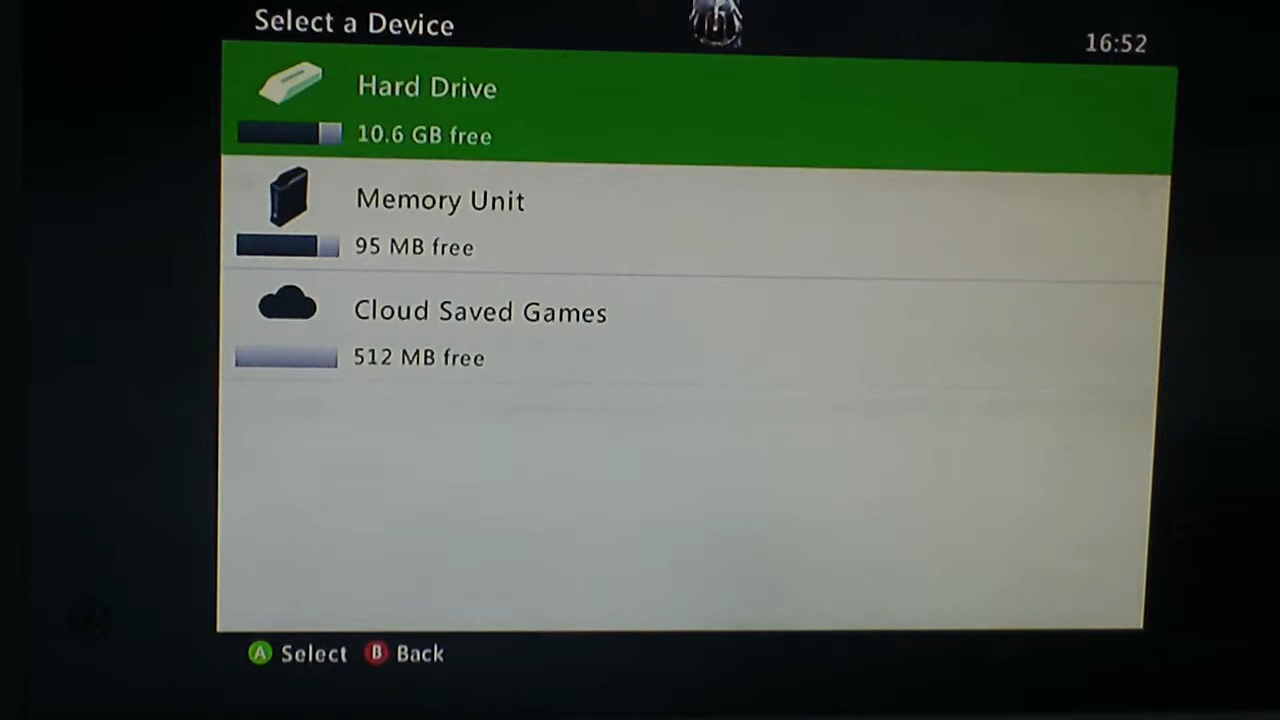 Select a Device
16:52
Hard Drive
10.6 GB free
Memory Unit
95 MB free
Cloud Saved Games
512 MB free
A Select B Back